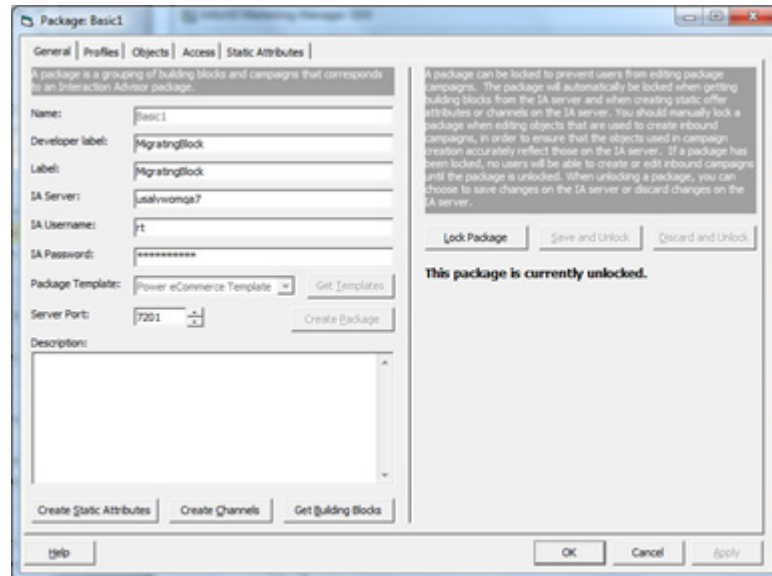 Package: Basic1
General
Profiles
Objects
Access
Static Attributes
A package is a grouping of building blocks and campaigns that corresponds
to an Interaction Advisor package.
Name:
Basic1
Developer label:
MigratingBlock
Label:
MigratingBlock
IA Server:
usalvwomqa7
IA Username:
rt
IA Password:
**********
Package Template:
Power eCommerce Template
Get Templates
Server Port:
7201
Create Package
Description:
Create Static Attributes
Create Channels
Get Building Blocks
A package can be locked to prevent users from editing package
campaigns. The package will automatically be locked when getting
building blocks from the IA server and when creating static offer
attributes or channels on the IA server. You should manually lock a
package when editing objects that are used to create inbound
campaigns, in order to ensure that the objects used in campaign
creation accurately reflect those on the IA server. If a package has
been locked, no users will be able to create or edit inbound campaigns
until the package is unlocked. When unlocking a package, you can
choose to save changes on the IA server or discard changes on the
IA server.
Lock Package
Save and Unlock
Discard and Unlock
This package is currently unlocked.
Help
OK
Cancel
Apply